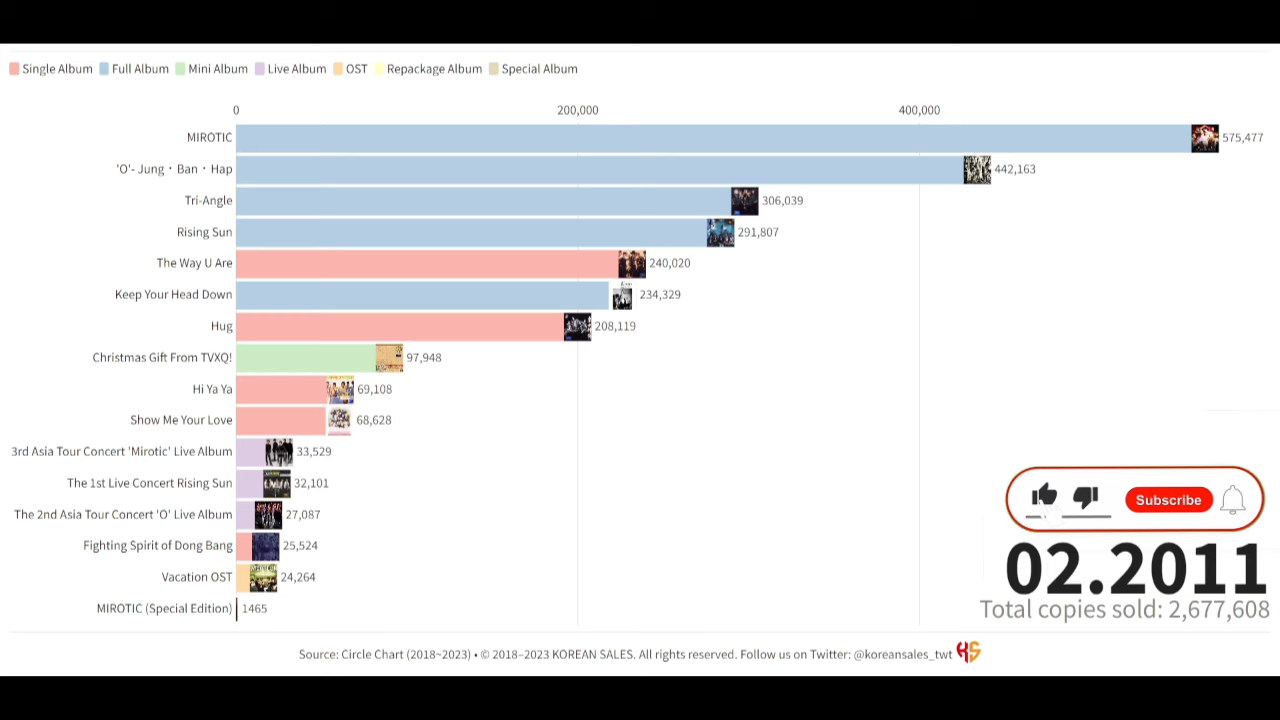 Single Album Full Album Mini Album Live Album OST Repackage Album Special Album
0 200,000 400,000
MIROTIC 575,477
'O'- Jung・Ban・Hap 442,163
Tri-Angle 306,039
Rising Sun 291,807
The Way U Are 240,020
Keep Your Head Down 234,329
Hug 208,119
Christmas Gift From TVXQ! 97,948
Hi Ya Ya 69,108
Show Me Your Love 68,628
3rd Asia Tour Concert 'Mirotic' Live Album 33,529
The 1st Live Concert Rising Sun 32,101
The 2nd Asia Tour Concert 'O' Live Album 27,087
Fighting Spirit of Dong Bang 25,524
Vacation OST 24,264
MIROTIC (Special Edition) 1465
Subscribe
02.2011
Total copies sold: 2,677,608
Source: Circle Chart (2018~2023) • © 2018–2023 KOREAN SALES. All rights reserved. Follow us on Twitter: @koreansales_twt KS